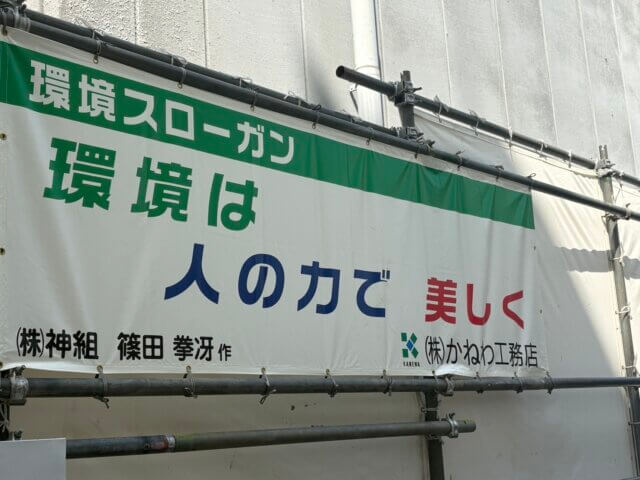 環境スローガン
環境は
人の力で 美しく
(株)神組 篠田 拳冴 作
KANEWA
(株)かねわ工務店